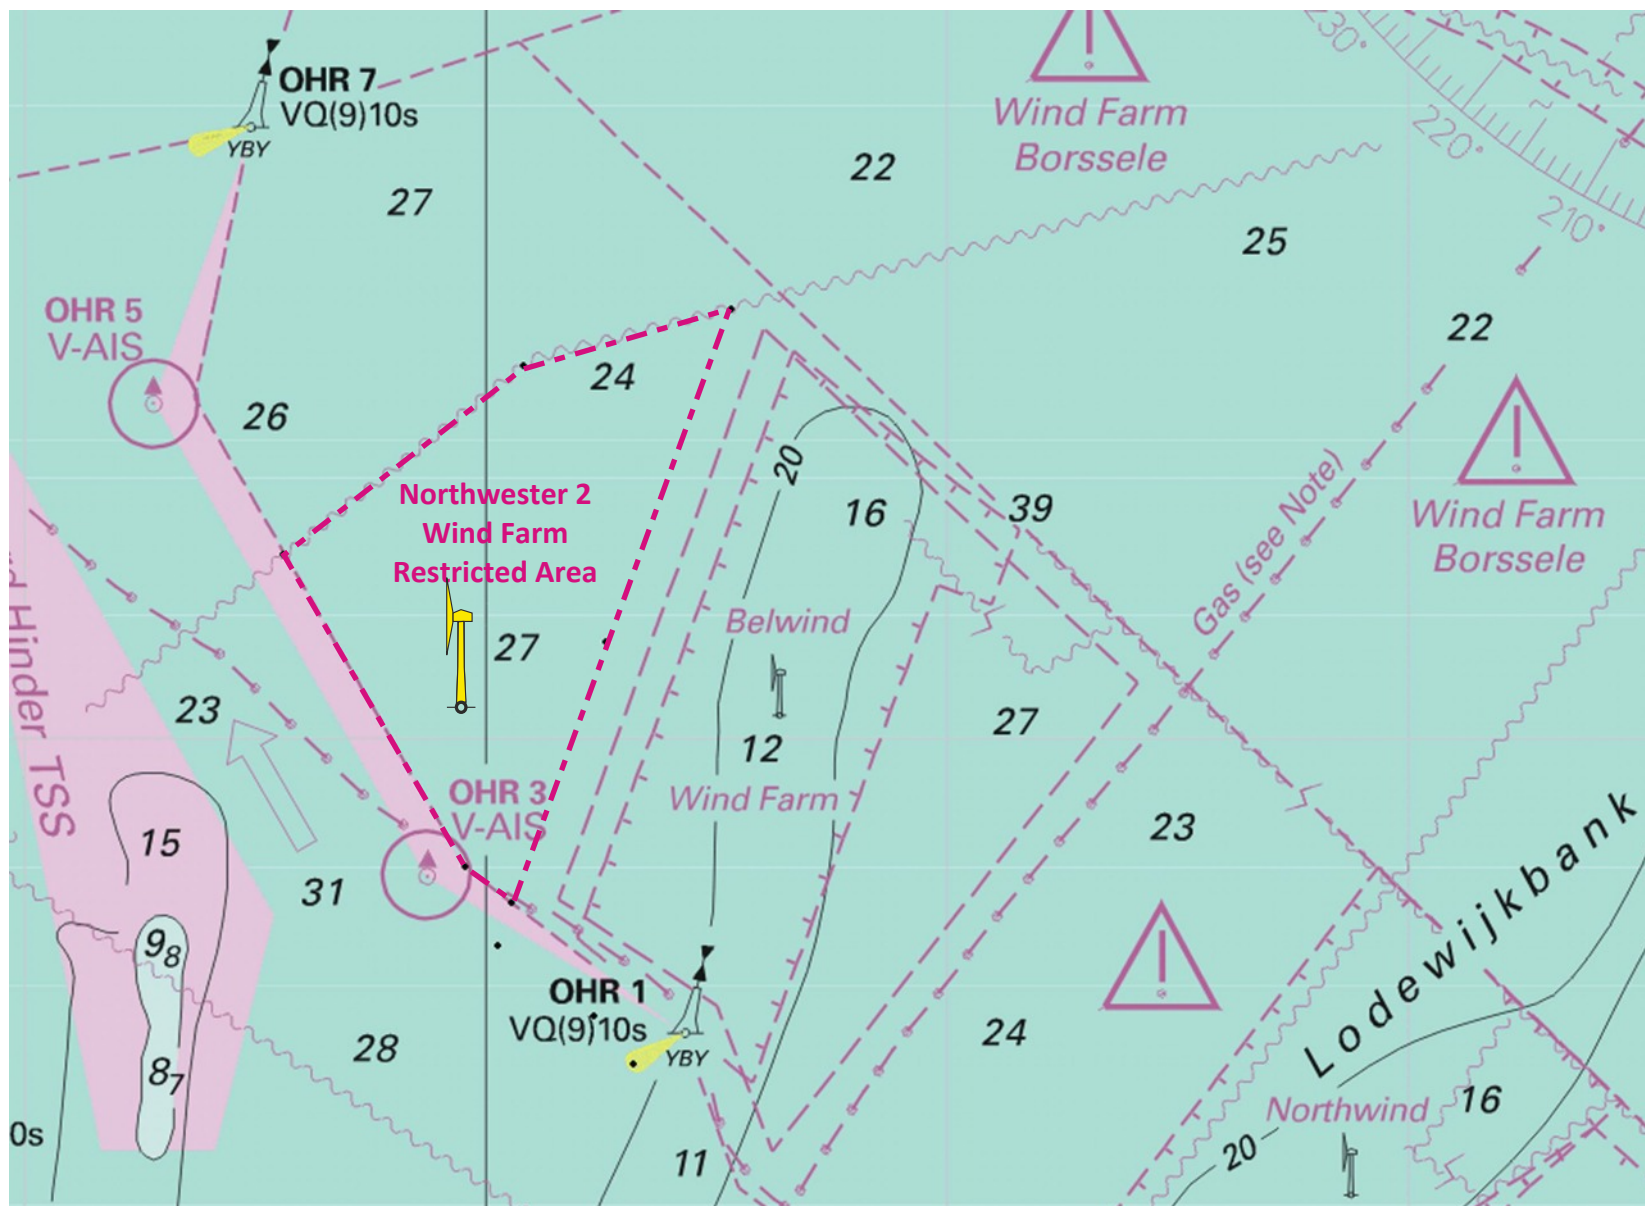 OHR 7
VQ(9)10s
YBY
27
22
Wind Farm
Borssele
230°
220°
210°
25
OHR 5
V-AIS
26
24
22
Northwester 2
Wind Farm
Restricted Area
20
16
39
Gas (see Note)
Wind Farm
Borssele
27
Belwind
12
Wind Farm
27
23
Hinder TSS
OHR 3
V-AIS
23
15
31
98
87
0s
28
OHR 1
VQ(9)10s
YBY
11
24
Lodewijkbank
Northwind
16
20